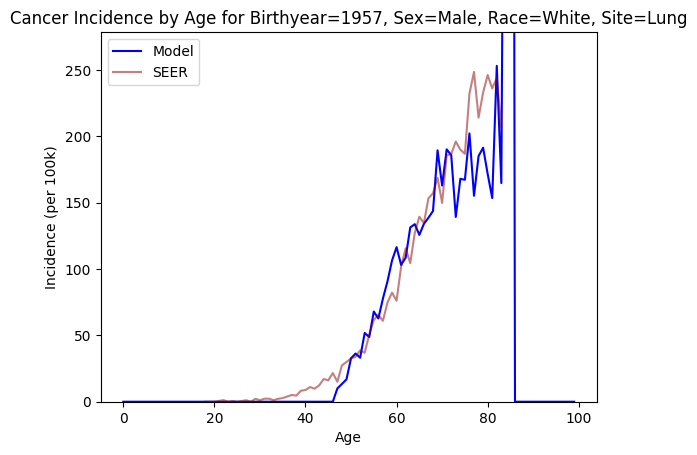 Cancer Incidence by Age for Birthyear=1957, Sex=Male, Race=White, Site=Lung
Model
SEER
250
200
150
100
50
0
Incidence (per 100k)
0 20 40 60 80 100
Age